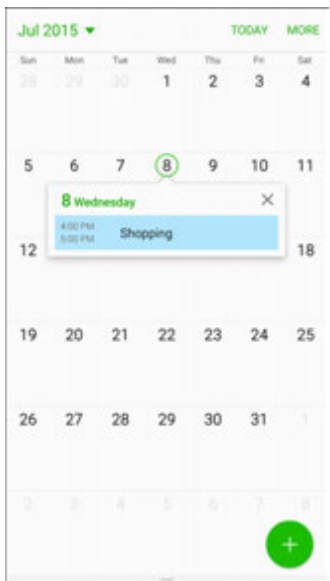 Jul 2015 TODAY MORE
Sun Mon Tue Wed Thu Fri Sat
28 29 30 1 2 3 4
5 6 7 8 9 10 11
8 Wednesday
4:00 PM
5:00 PM
Shopping
12 18
19 20 21 22 23 24 25
26 27 28 29 30 31 1
2 3 4 5 6 7 8